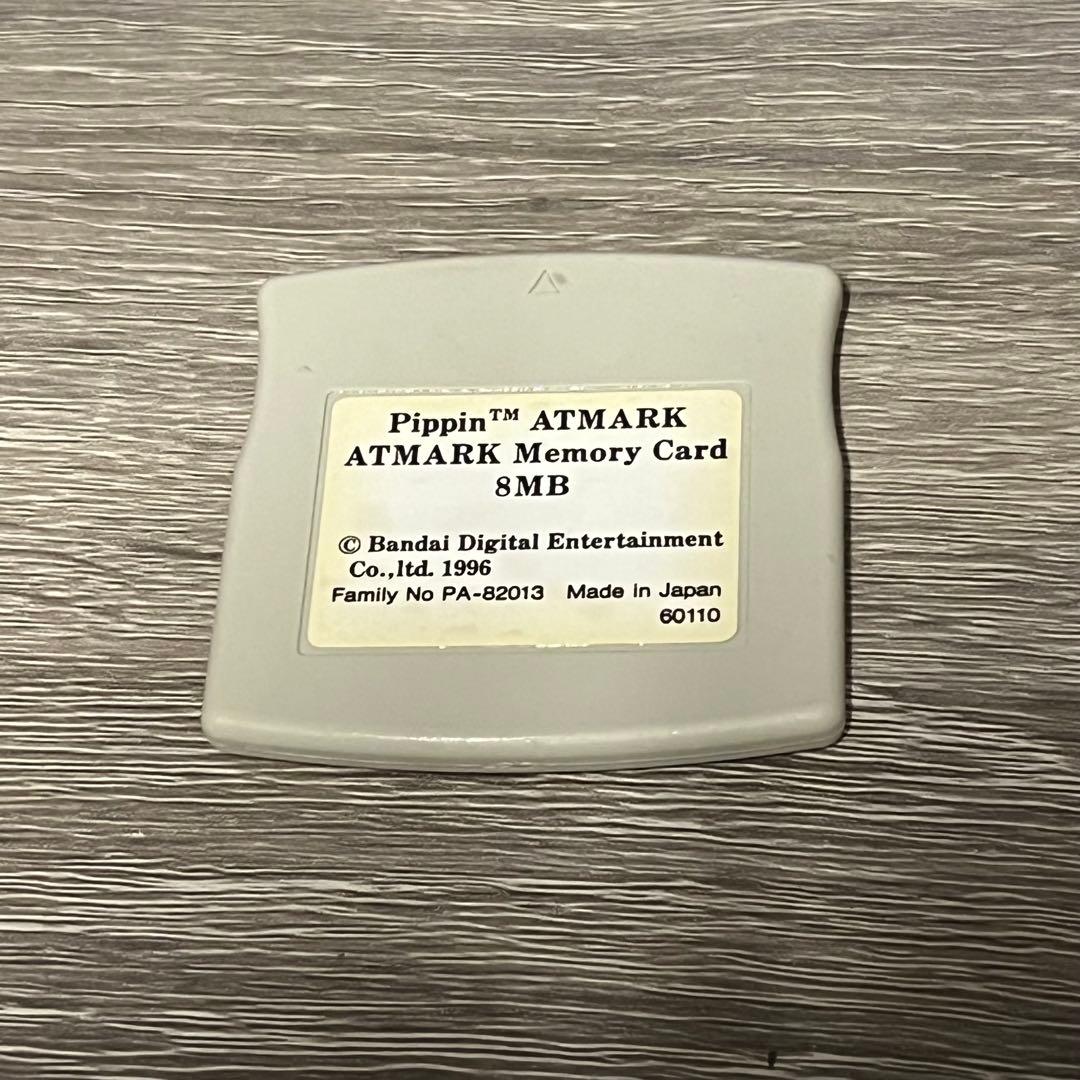 Pippin™ ATMARK
ATMARK Memory Card
8MB
© Bandai Digital Entertainment
Co.,ltd. 1996
Family No PA-82013 Made in Japan
60110